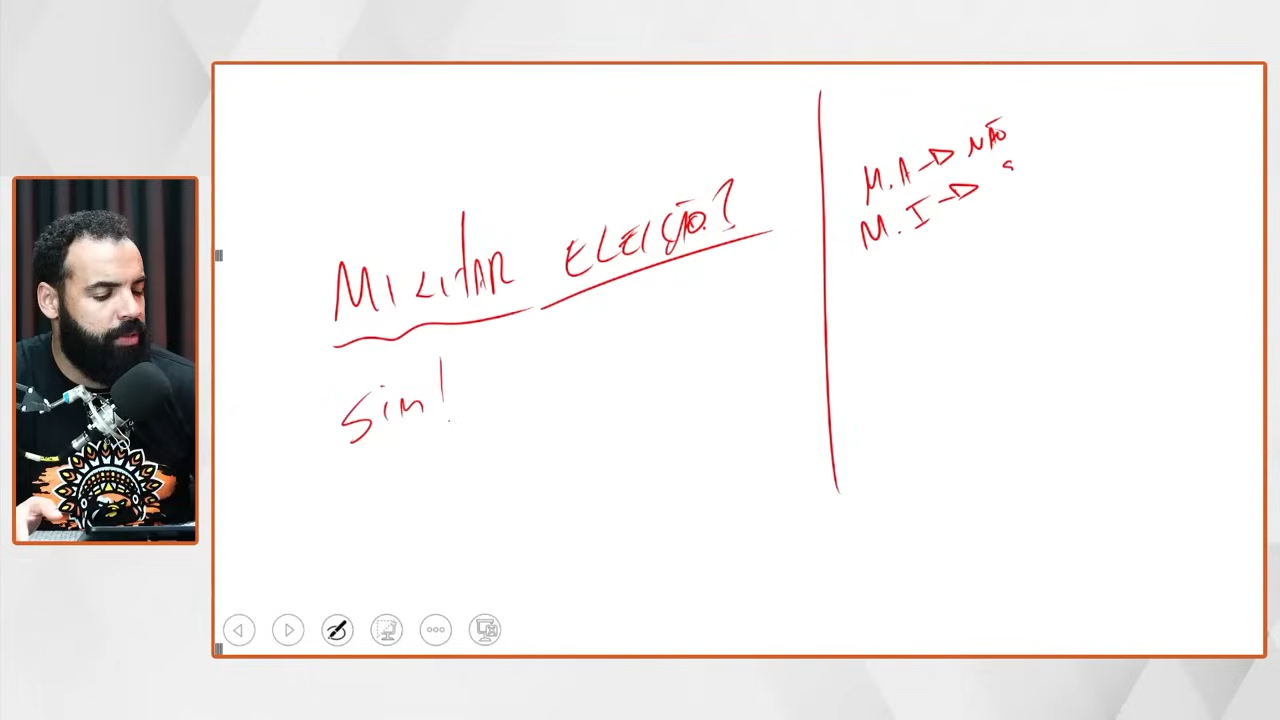 MILITAR ELEIÇÃO?
Sim!
M.A → NÃO
M.I →